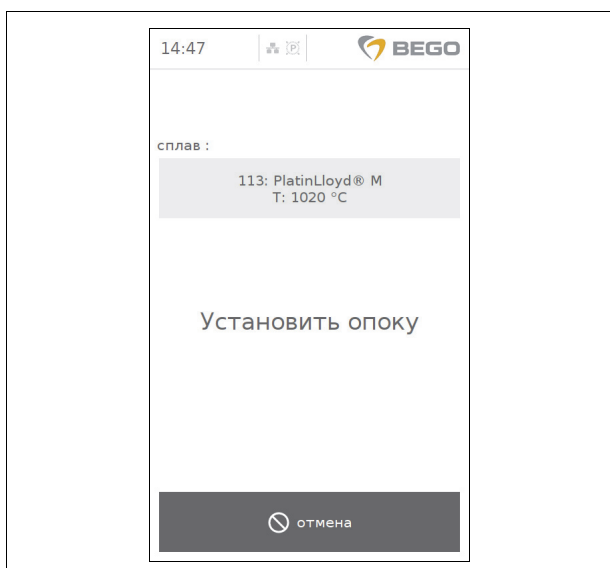 14:47 P BEGO
сплав :
113: PlatinLloyd® M
T: 1020 °C
Установить опоку
отмена